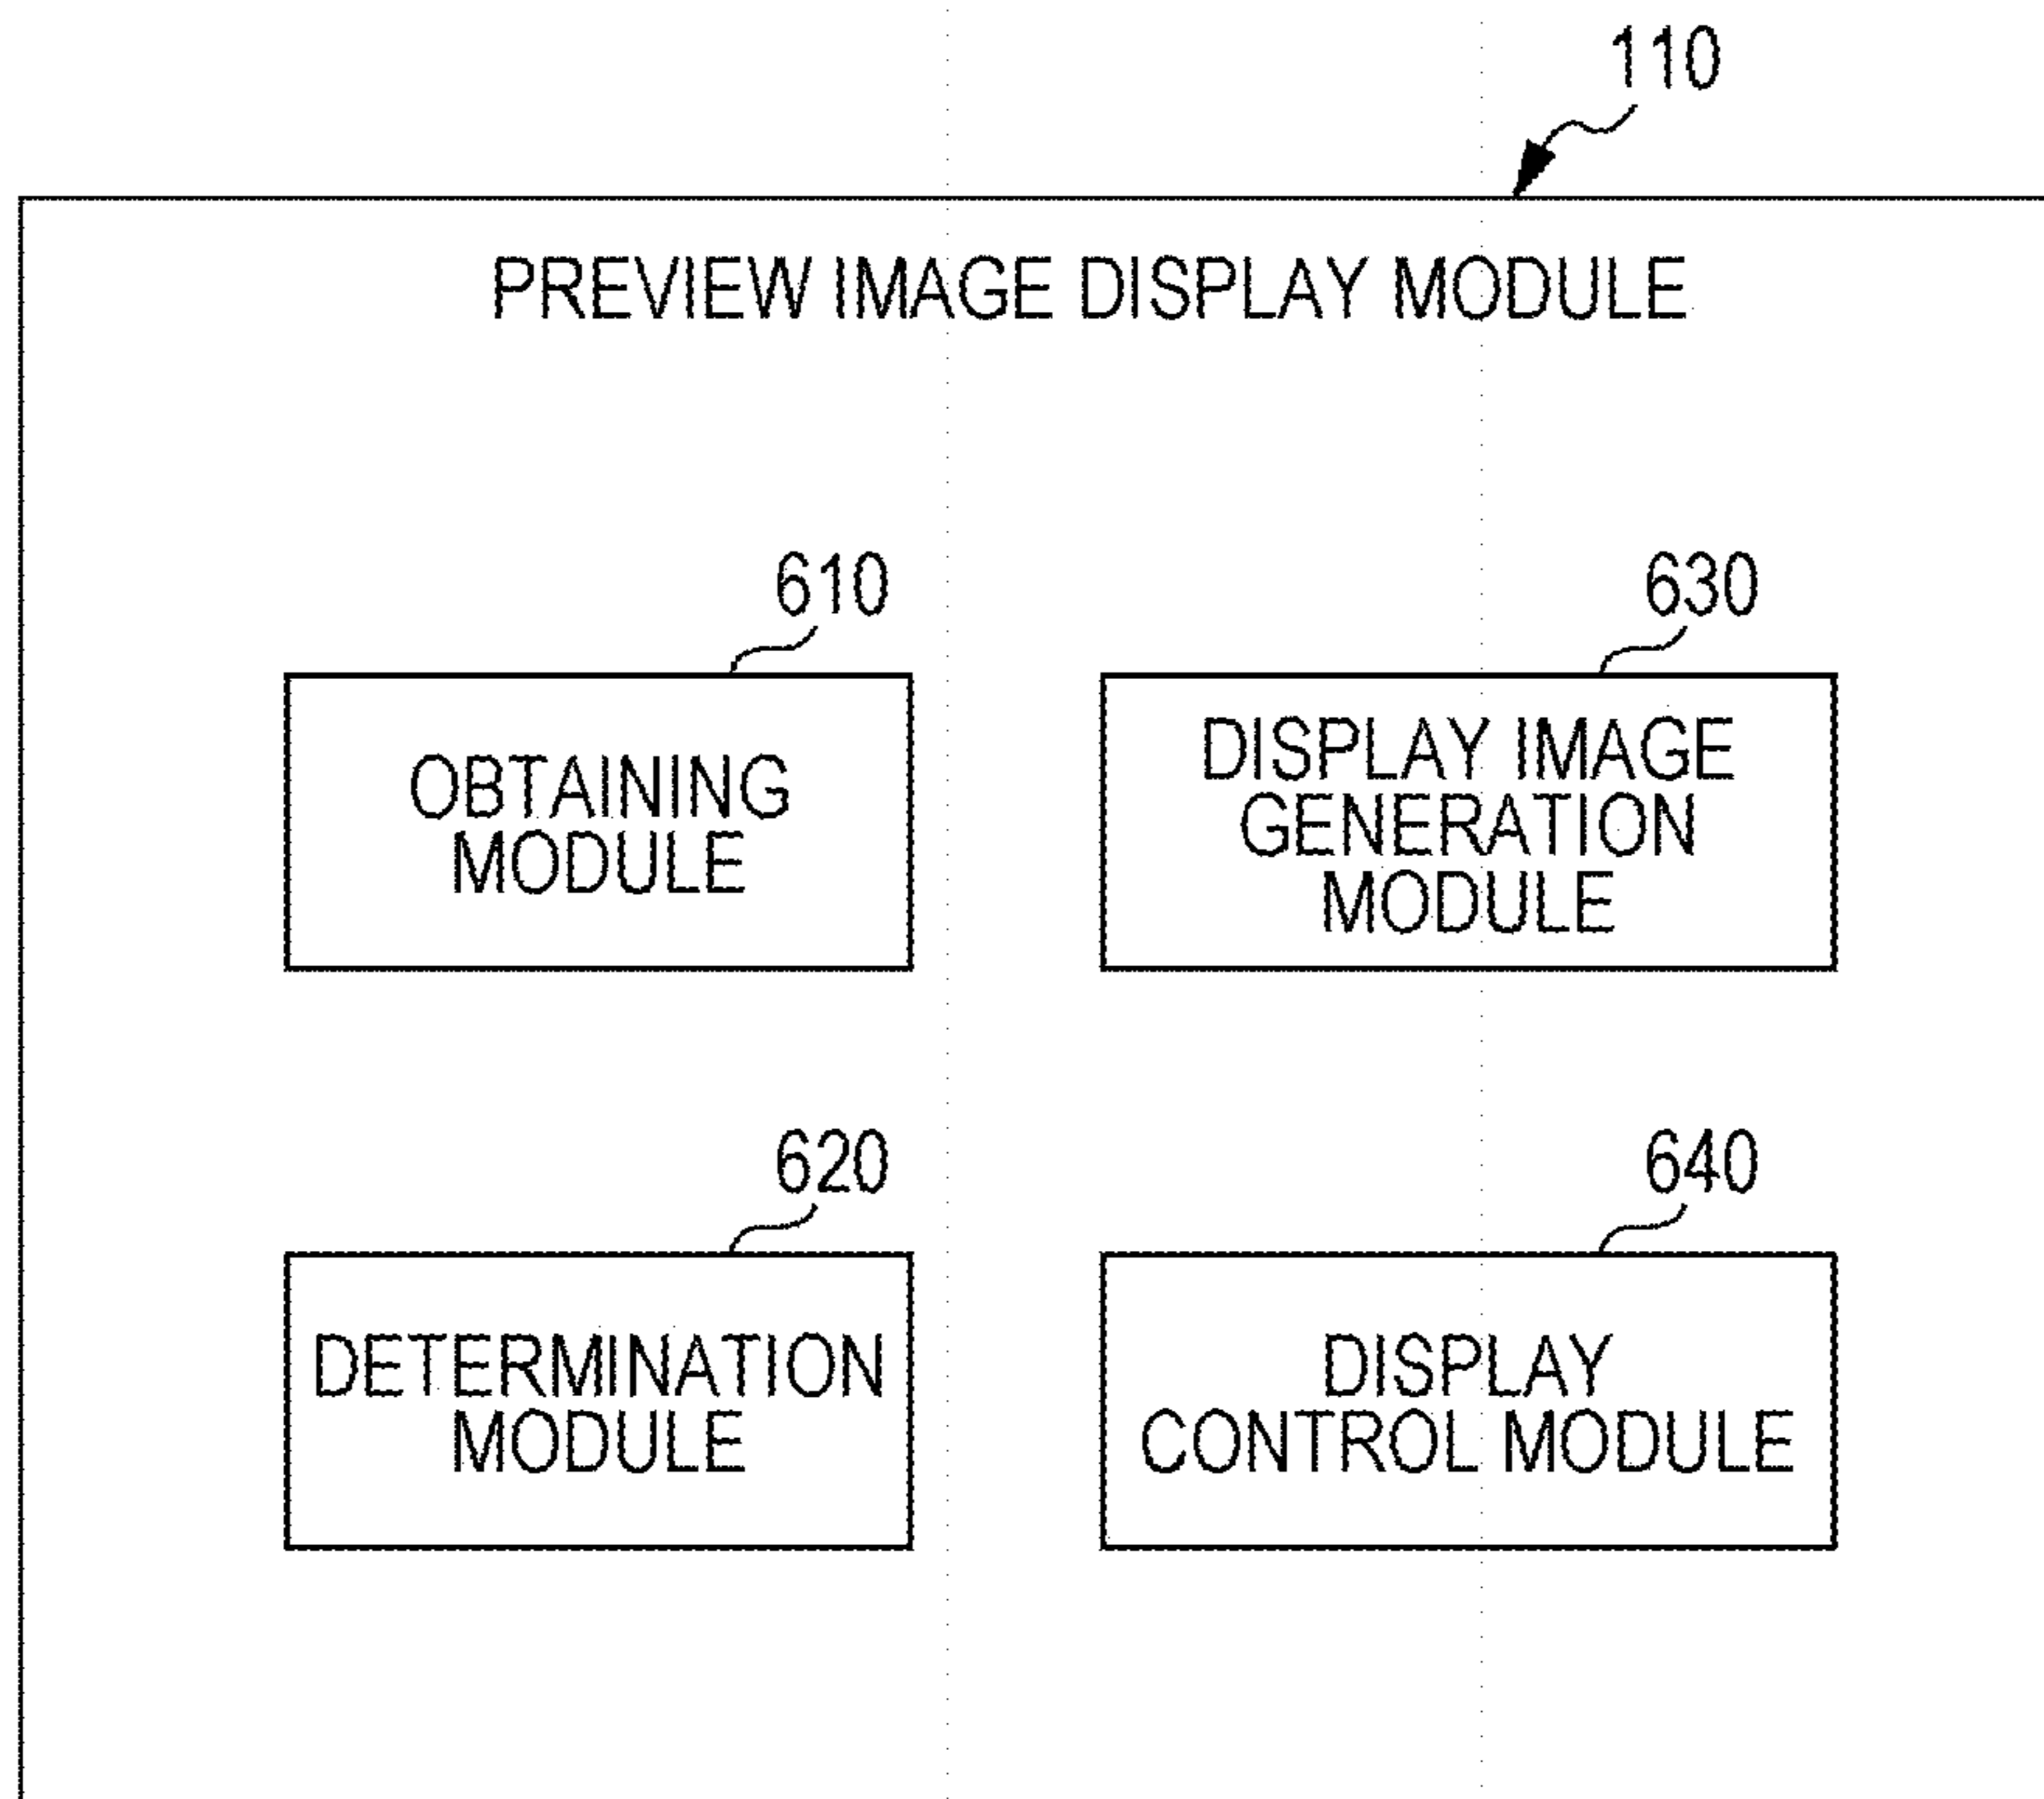 110
PREVIEW IMAGE DISPLAY MODULE
610
OBTAINING
MODULE
630
DISPLAY IMAGE
GENERATION
MODULE
620
DETERMINATION
MODULE
640
DISPLAY
CONTROL MODULE